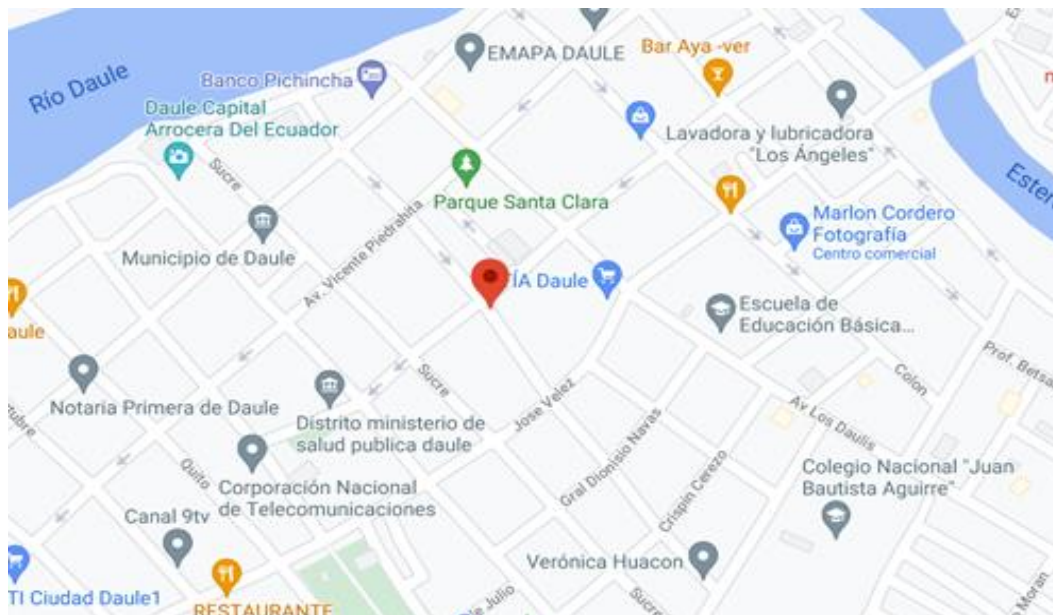 EMAPA DAULE
Bar Aya -ver
Río Daule
Banco Pichincha
Daule Capital
Arrocera Del Ecuador
Lavadora y lubricadora
"Los Ángeles"
Sucre
Parque Santa Clara
Marlon Cordero
Fotografía
Centro comercial
Municipio de Daule
Av. Vicente Piedrahita
TÍA Daule
Escuela de
Educación Básica...
Prof. Betsa
Sucre
Colon
Notaria Primera de Daule
Distrito ministerio de
salud publica daule
Jose Velez
Av Los Daulis
Gral Dionisio Navas
Crispin Cerezo
Quito
Corporación Nacional
de Telecomunicaciones
Colegio Nacional "Juan
Bautista Aguirre"
Canal 9tv
Verónica Huacon
TI Ciudad Daule1
RESTAURANTE
Julio
Sucre
Moran